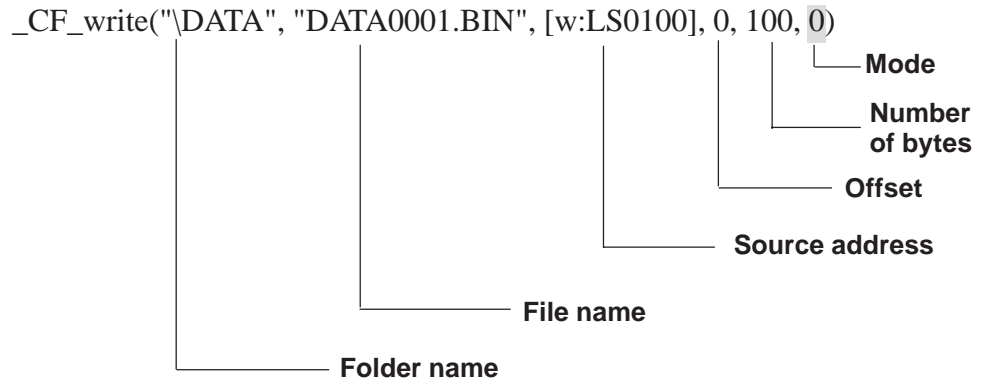 _CF_write("\DATA", "DATA0001.BIN", [w:LS0100], 0, 100, 0)
Mode
Number
of bytes
Offset
Source address
File name
Folder name